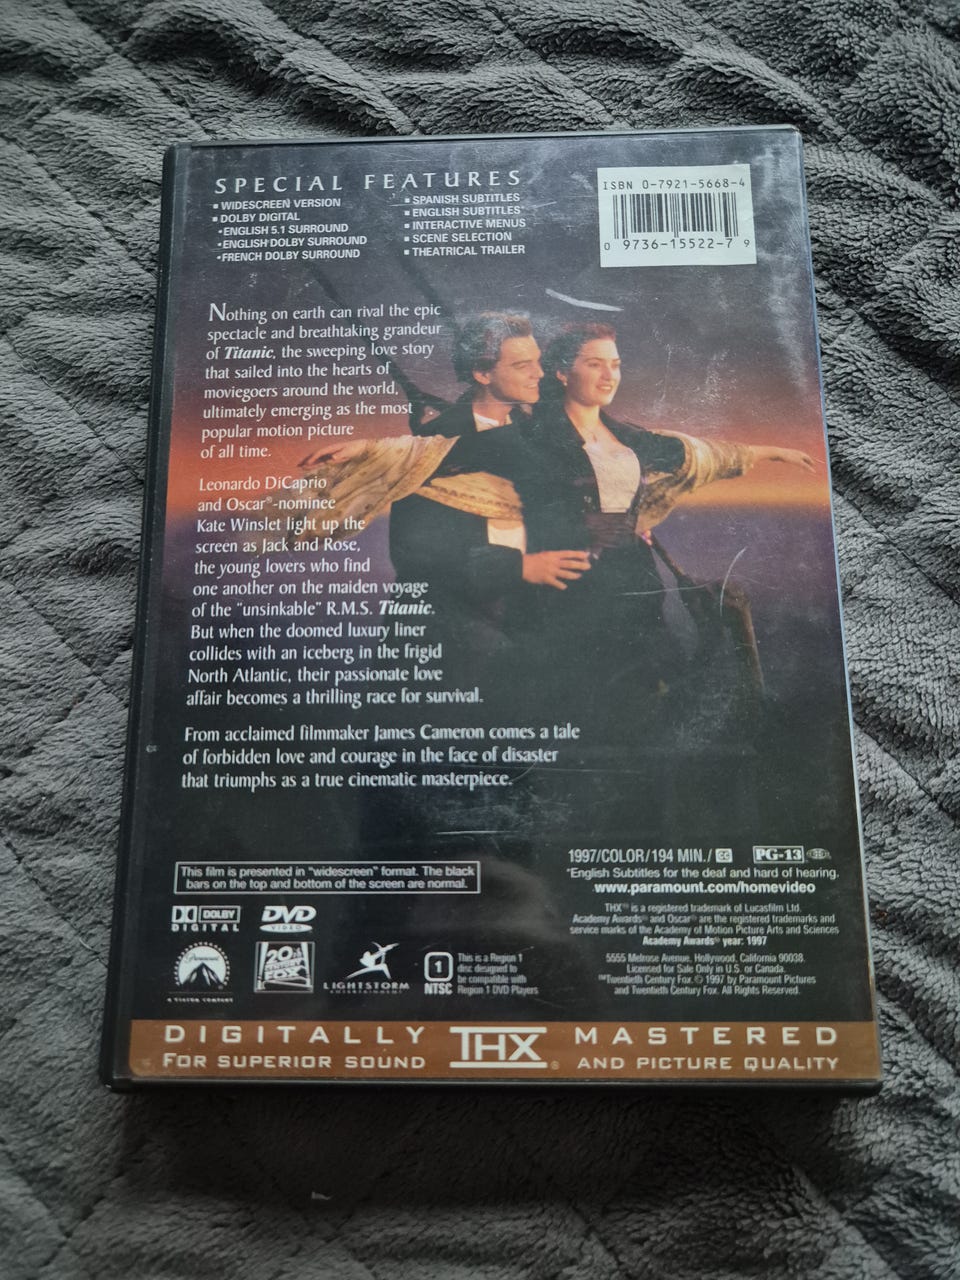 SPECIAL FEATURES
▪ WIDESCREEN VERSION
▪ DOLBY DIGITAL
•ENGLISH 5.1 SURROUND
•ENGLISH DOLBY SURROUND
•FRENCH DOLBY SURROUND
▪ SPANISH SUBTITLES
▪ ENGLISH SUBTITLES*
▪ INTERACTIVE MENUS
▪ SCENE SELECTION
▪ THEATRICAL TRAILER
ISBN 0-7921-5668-4
0 9736-15522-7 9
Nothing on earth can rival the epic
spectacle and breathtaking grandeur
of Titanic, the sweeping love story
that sailed into the hearts of
moviegoers around the world,
ultimately emerging as the most
popular motion picture
of all time.
Leonardo DiCaprio
and Oscar®-nominee
Kate Winslet light up the
screen as Jack and Rose,
the young lovers who find
one another on the maiden voyage
of the "unsinkable" R.M.S. Titanic.
But when the doomed luxury liner
collides with an iceberg in the frigid
North Atlantic, their passionate love
affair becomes a thrilling race for survival.
From acclaimed filmmaker James Cameron comes a tale
of forbidden love and courage in the face of disaster
that triumphs as a true cinematic masterpiece.
This film is presented in "widescreen" format. The black
bars on the top and bottom of the screen are normal.
1997/COLOR/194 MIN./ CC PG-13
*English Subtitles for the deaf and hard of hearing.
www.paramount.com/homevideo
DOLBY
DIGITAL
DVD
VIDEO
THX™ is a registered trademark of Lucasfilm Ltd.
Academy Awards® and Oscar® are the registered trademarks and
service marks of the Academy of Motion Picture Arts and Sciences
Academy Awards® year: 1997
Paramount
A VIACOM COMPANY
20th
CENTURY
FOX
LIGHTSTORM
ENTERTAINMENT
1
NTSC
This is a Region 1
disc designed to
be compatible with
Region 1 DVD Players
5555 Melrose Avenue, Hollywood, California 90038.
Licensed for Sale Only in U.S. or Canada.
™Twentieth Century Fox. © 1997 by Paramount Pictures
and Twentieth Century Fox. All Rights Reserved.
DIGITALLY THX® MASTERED
FOR SUPERIOR SOUND AND PICTURE QUALITY